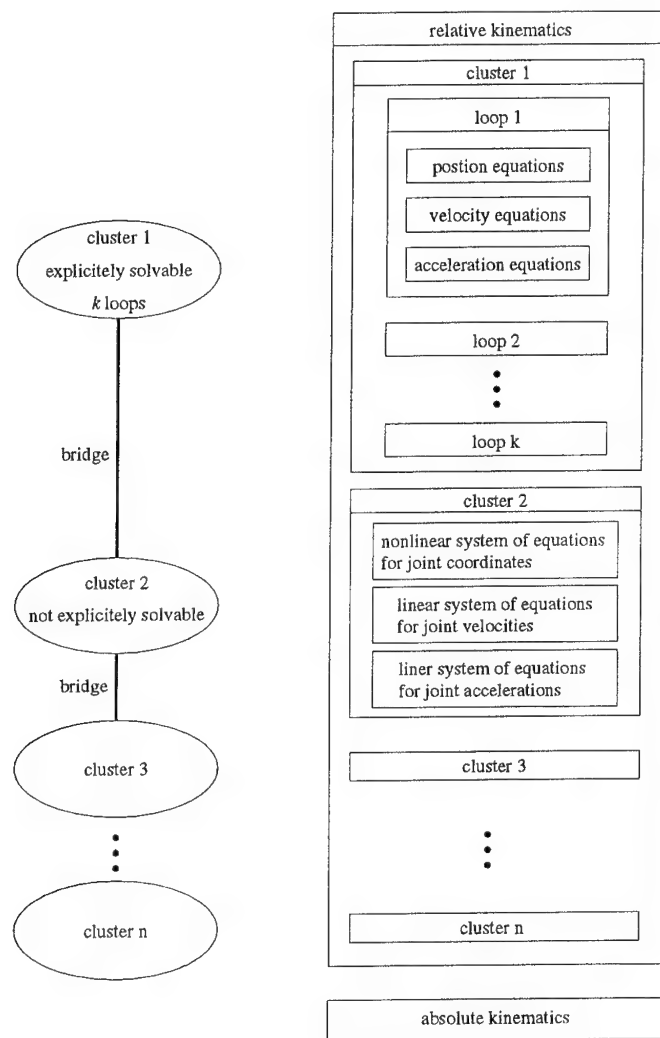 cluster 1
explicitely solvable
k loops
bridge
cluster 2
not explicitely solvable
bridge
cluster 3
cluster n
relative kinematics
cluster 1
loop 1
postion equations
velocity equations
acceleration equations
loop 2
loop k
cluster 2
nonlinear system of equations
for joint coordinates
linear system of equations
for joint velocities
liner system of equations
for joint accelerations
cluster 3
cluster n
absolute kinematics